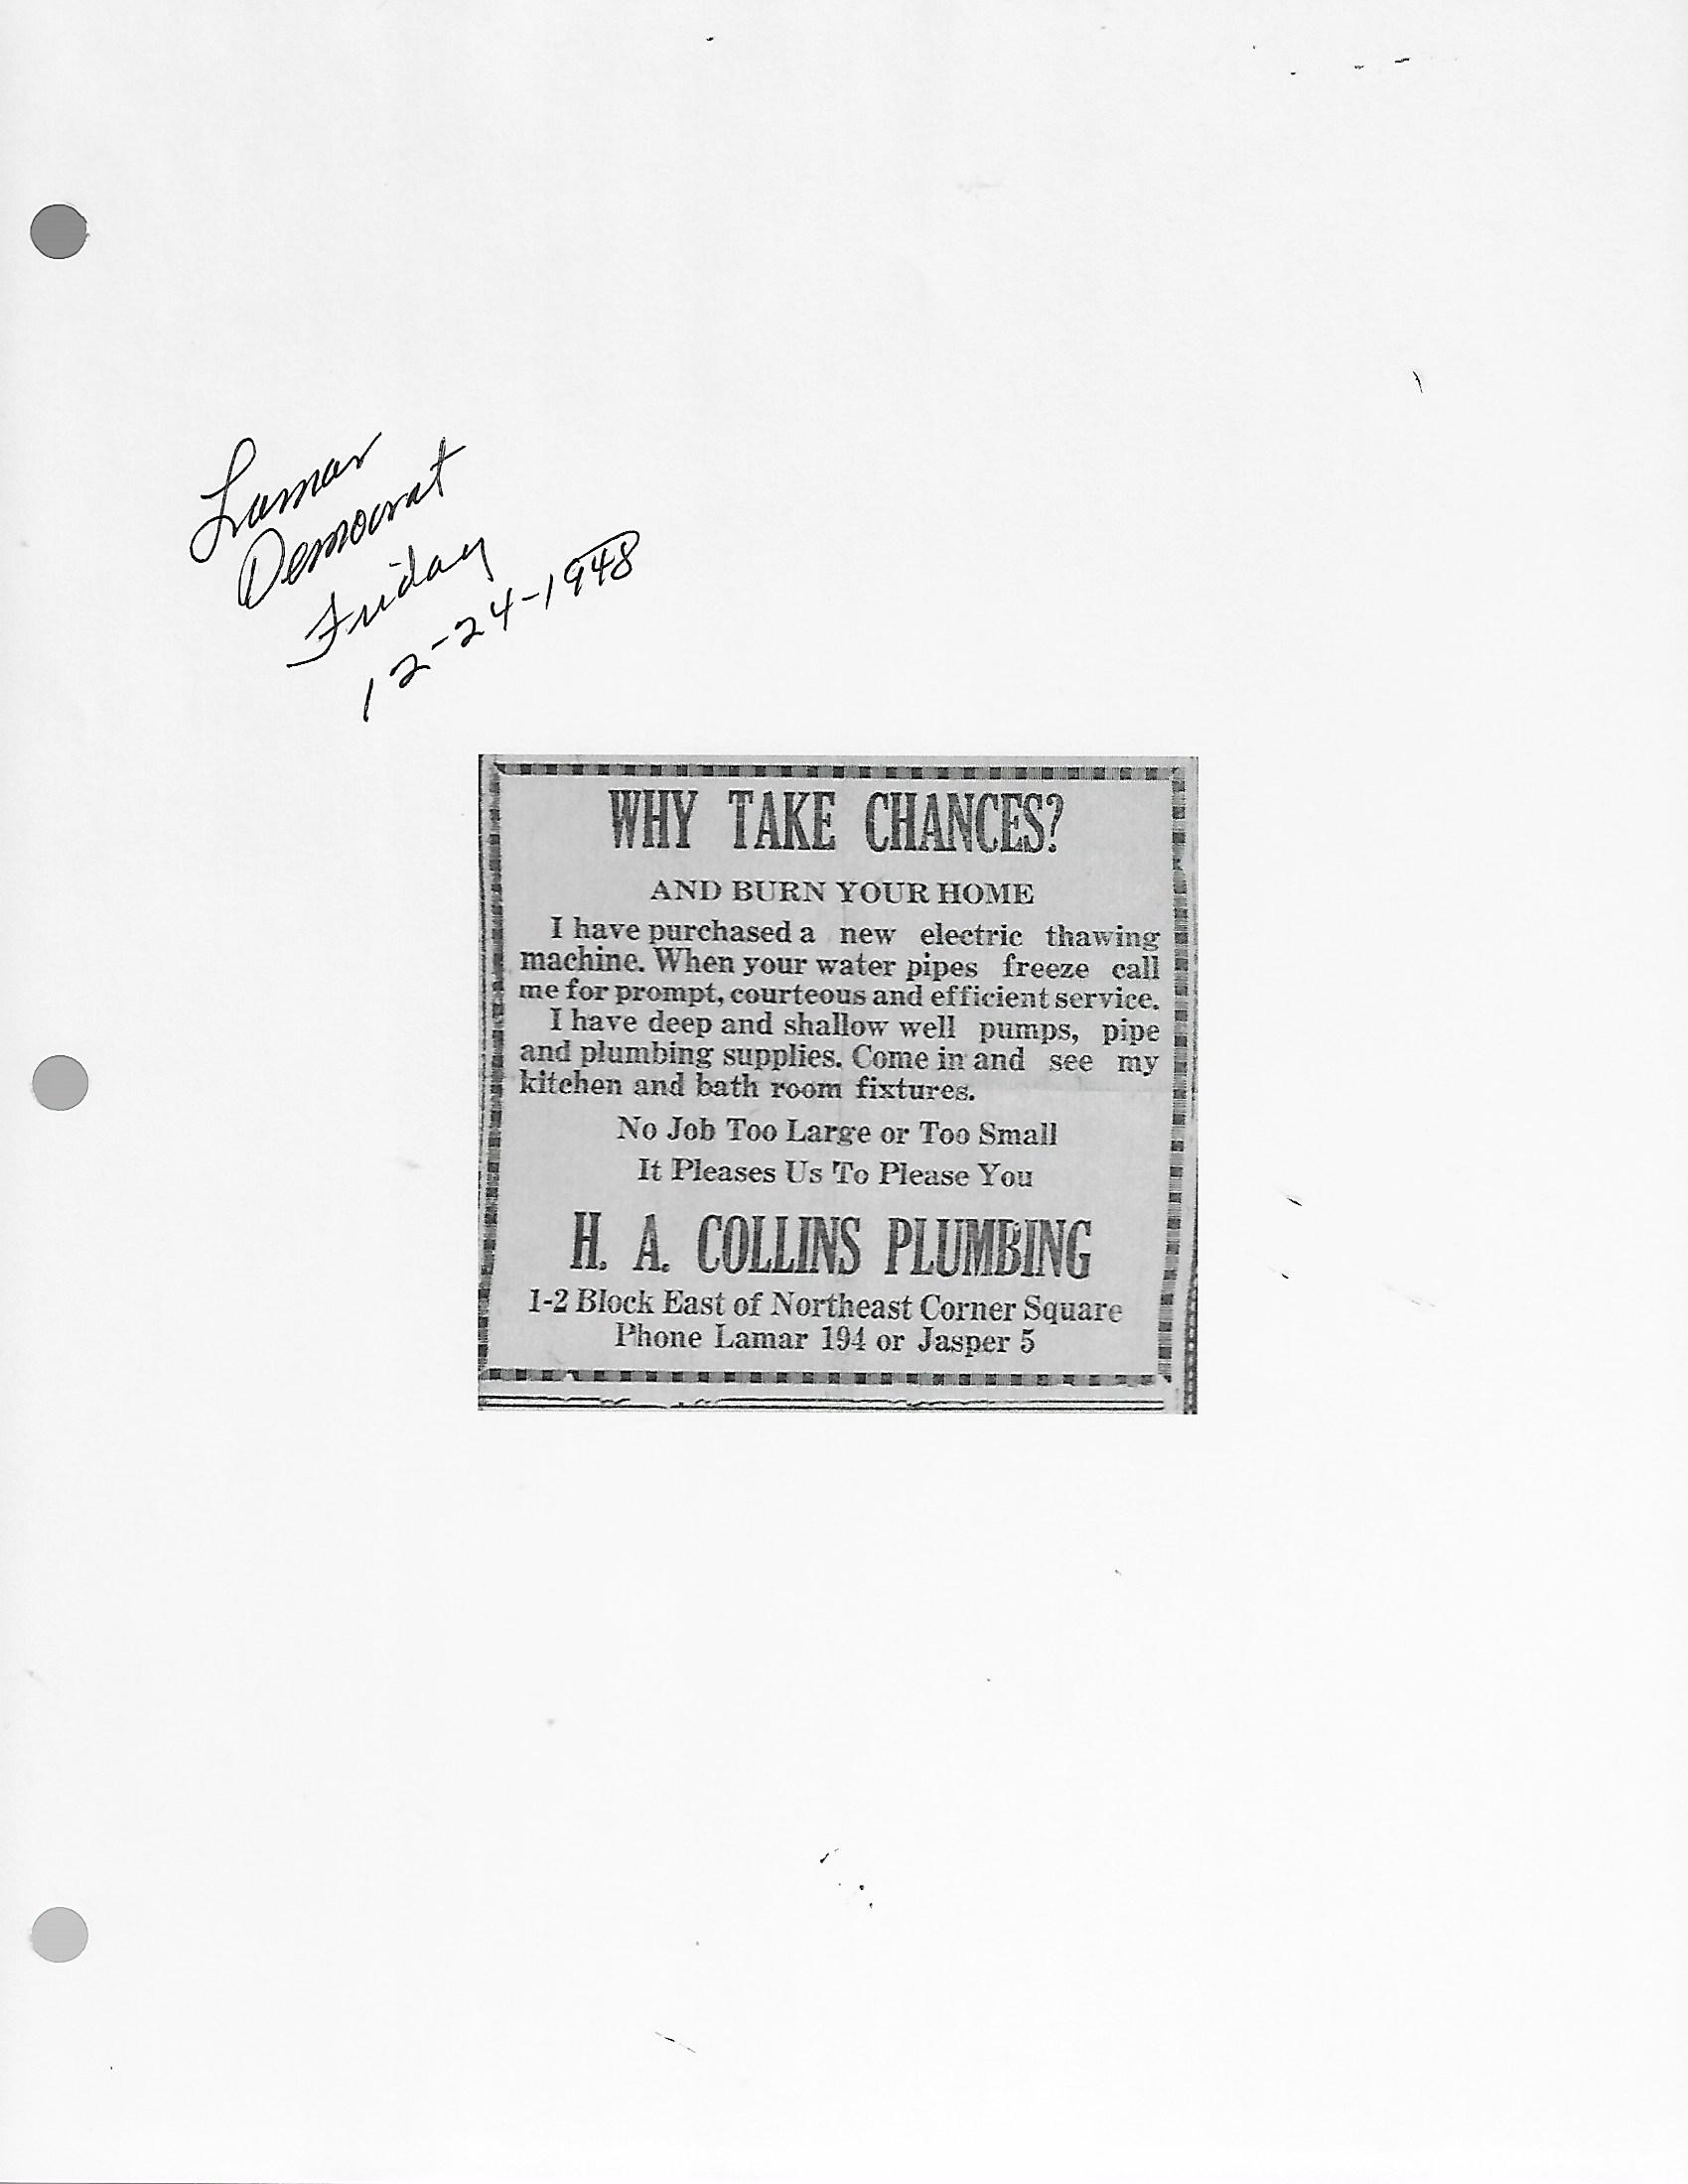 Lamar
Democrat
Friday
12-24-1948
WHY TAKE CHANCES?
AND BURN YOUR HOME
I have purchased a new electric thawing
machine. When your water pipes freeze call
me for prompt, courteous and efficient service.
I have deep and shallow well pumps, pipe
and plumbing supplies. Come in and see my
kitchen and bath room fixtures.
No Job Too Large or Too Small
It Pleases Us To Please You
H. A. COLLINS PLUMBING
1-2 Block East of Northeast Corner Square
Phone Lamar 194 or Jasper 5